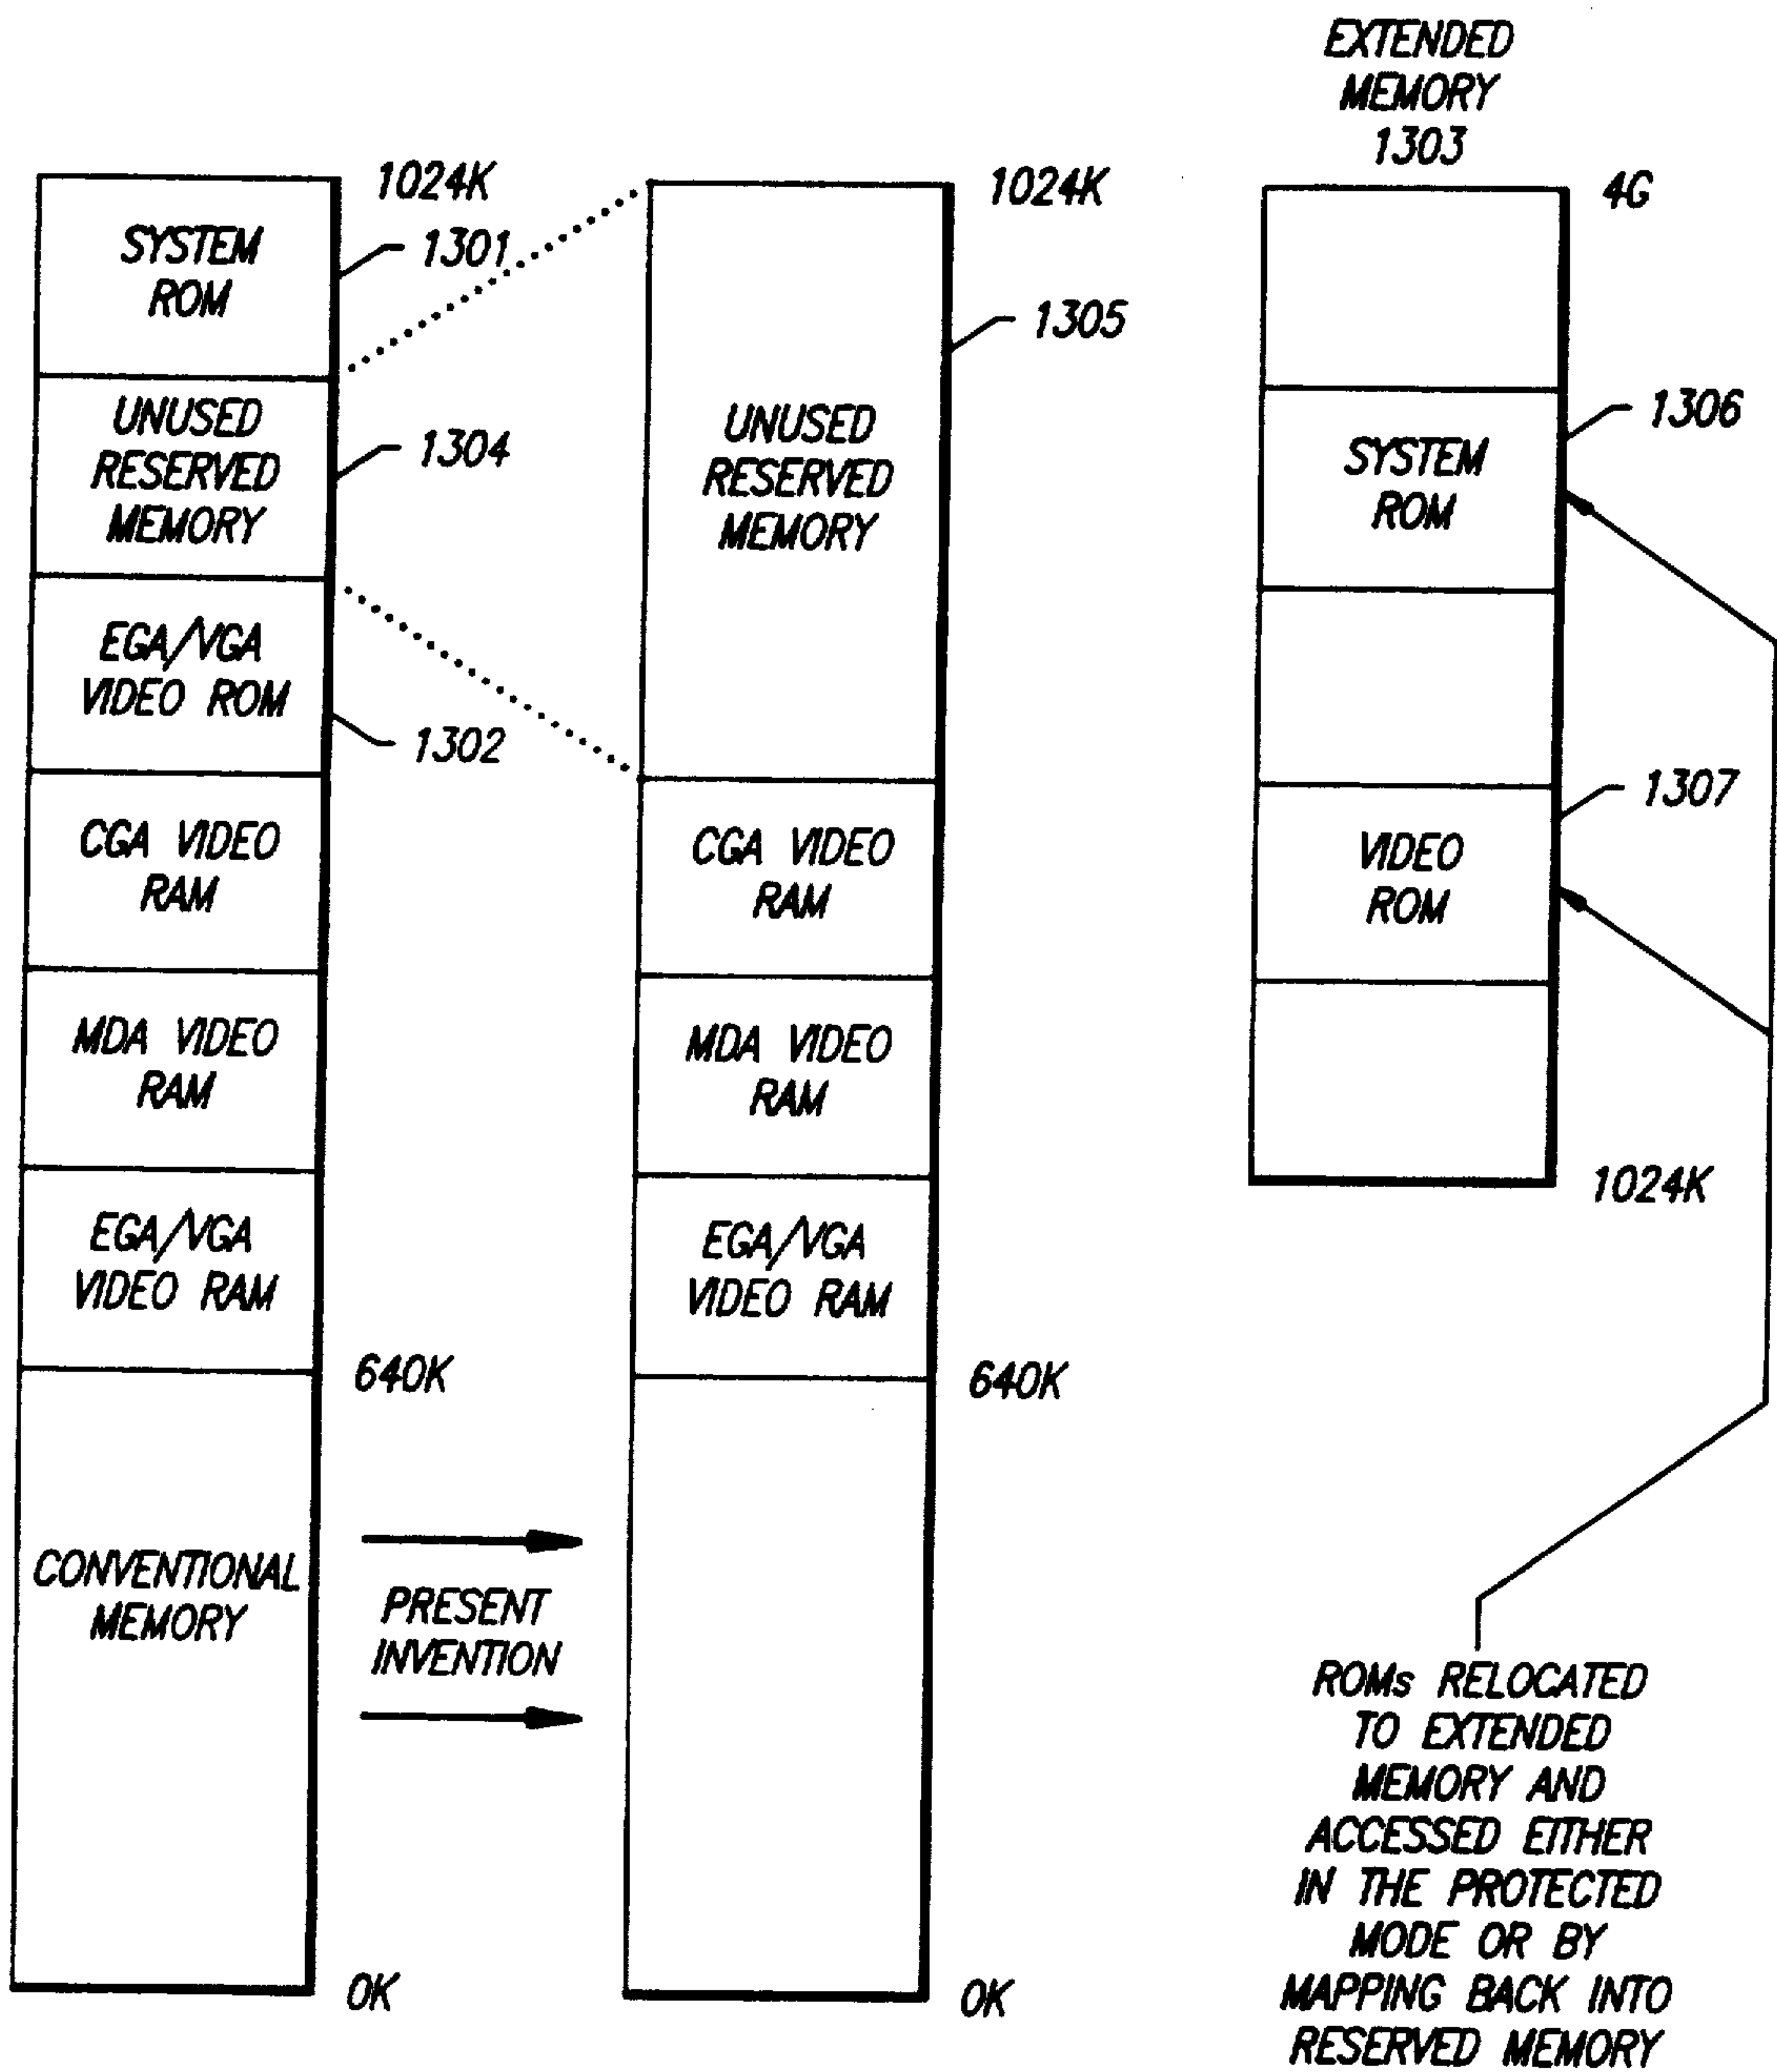 1024K
SYSTEM
ROM
1301
UNUSED
RESERVED
MEMORY
1304
EGA/VGA
VIDEO ROM
1302
CGA VIDEO
RAM
MDA VIDEO
RAM
EGA/VGA
VIDEO RAM
640K
CONVENTIONAL
MEMORY
0K
PRESENT
INVENTION
1024K
1305
UNUSED
RESERVED
MEMORY
CGA VIDEO
RAM
MDA VIDEO
RAM
EGA/VGA
VIDEO RAM
640K
0K
EXTENDED
MEMORY
1303
4G
1306
SYSTEM
ROM
1307
VIDEO
ROM
1024K
ROMs RELOCATED
TO EXTENDED
MEMORY AND
ACCESSED EITHER
IN THE PROTECTED
MODE OR BY
MAPPING BACK INTO
RESERVED MEMORY